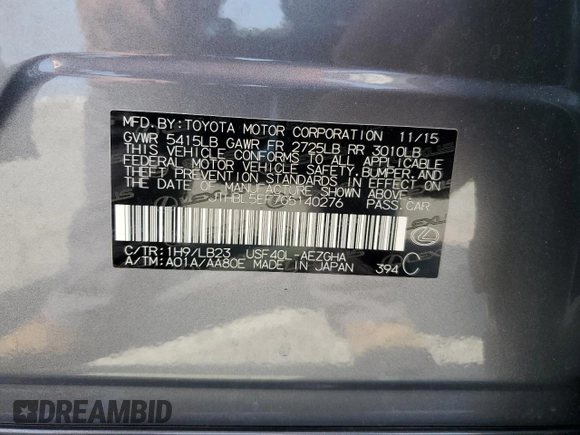 MFD.BY:TOYOTA MOTOR CORPORATION 11/15
GVWR 5415LB GAWR FR 2725LB RR 3010LB
THIS VEHICLE CONFORMS TO ALL APPLICABLE
FEDERAL MOTOR VEHICLE SAFETY,BUMPER,AND
THEFT PREVENTION STANDARDS IN EFFECT ON
THE DATE OF MANUFACTURE SHOWN ABOVE.
JTHBL5EF7G5140276 PASS.CAR
C/TR:1H9/LB23 USF40L-AEZGHA
A/TM:A01A/AA80E MADE IN JAPAN 394 C
DREAMBID